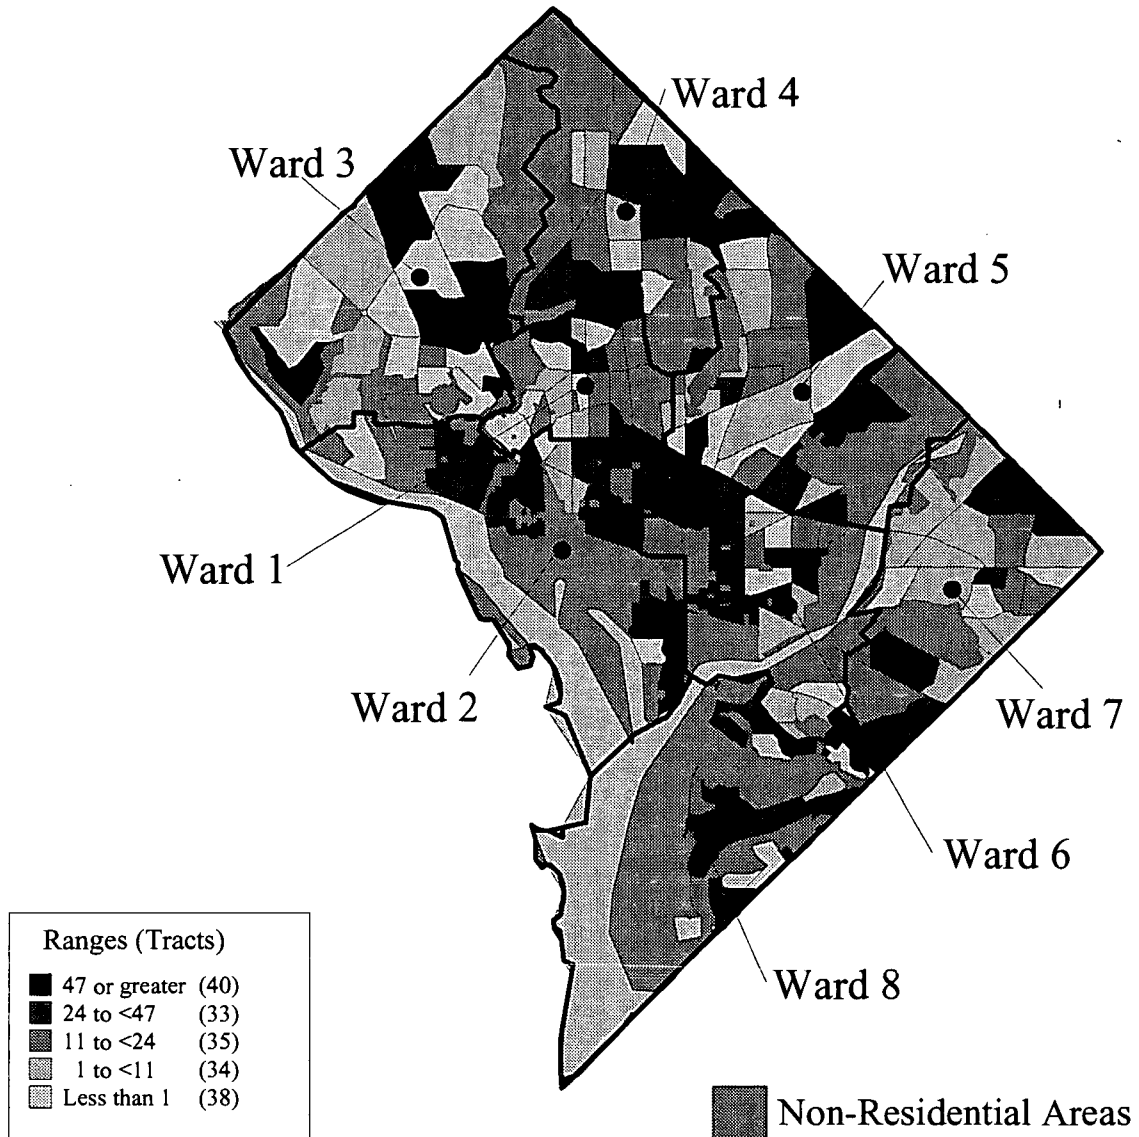 Ward 4
Ward 3
Ward 5
Ward 1
Ward 2
Ward 7
Ward 6
Ward 8
Ranges (Tracts)
47 or greater (40)
24 to <47 (33)
11 to <24 (35)
1 to <11 (34)
Less than 1 (38)
Non-Residential Areas